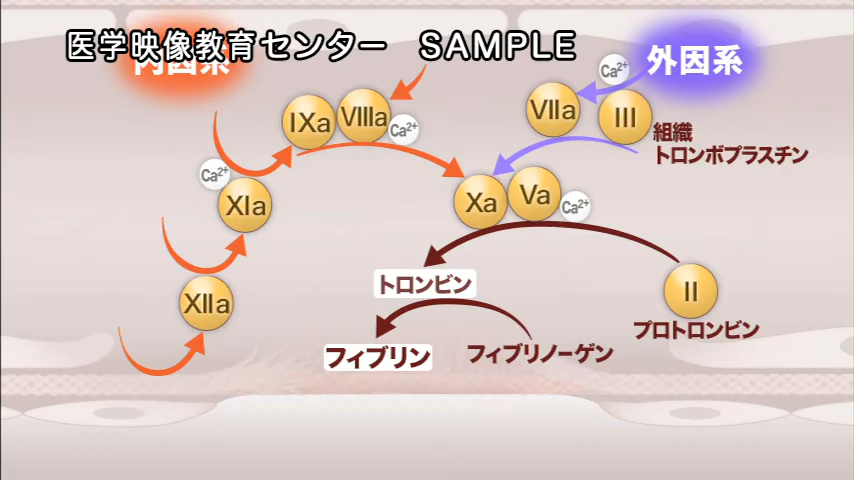 医学映像教育センター SAMPLE
内因系
外因系
Ca2+
IXa
VIIIa
Ca2+
VIIa
III
組織
トロンボプラスチン
Ca2+
XIa
Xa
Va
Ca2+
トロンビン
II
プロトロンビン
XIIa
フィブリン
フィブリノーゲン